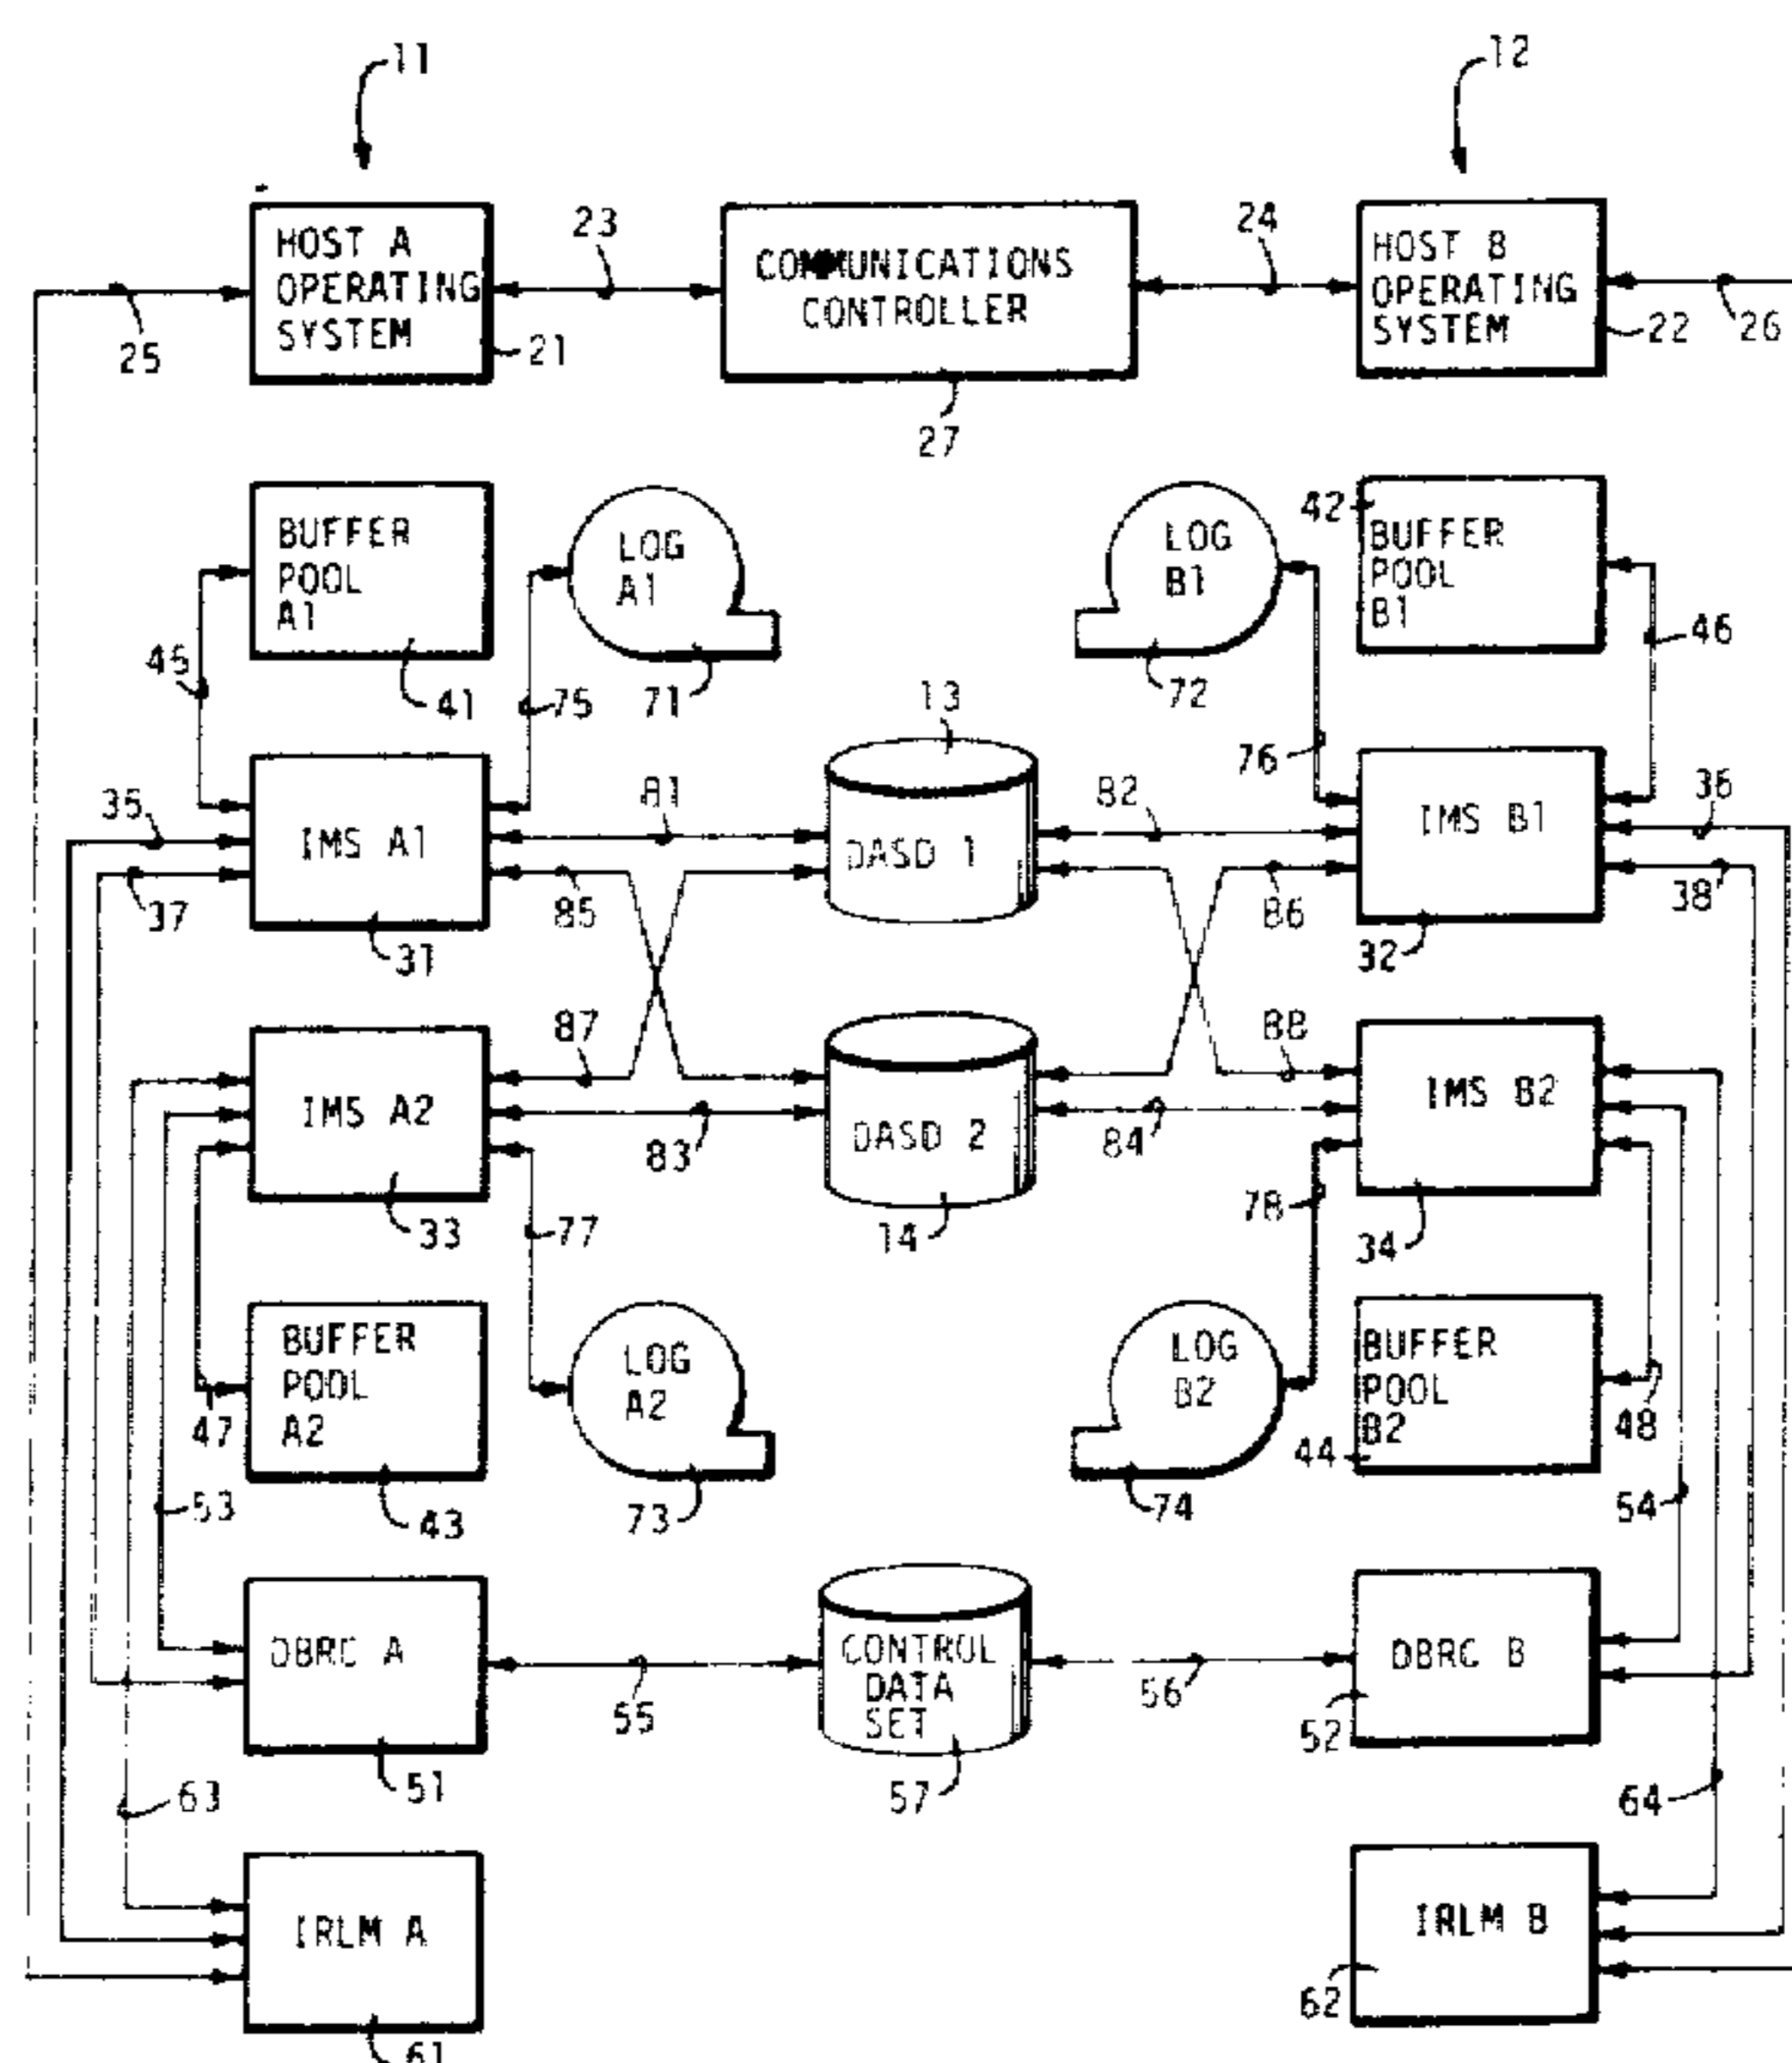 11
12
HOST A
OPERATING
SYSTEM
21
23
COMMUNICATIONS
CONTROLLER
27
24
HOST B
OPERATING
SYSTEM
22
25
26
BUFFER
POOL
A1
41
LOG
A1
71
LOG
B1
72
42
BUFFER
POOL
B1
45
75
13
76
46
35
37
IMS A1
31
81
85
DASD 1
82
86
IMS B1
32
36
38
IMS A2
33
87
83
DASD 2
14
88
84
IMS B2
34
77
78
BUFFER
POOL
A2
43
47
LOG
A2
73
LOG
B2
74
BUFFER
POOL
B2
44
48
53
54
DBRC A
51
55
CONTROL
DATA
SET
57
56
DBRC B
52
63
64
IRLM A
61
IRLM B
62